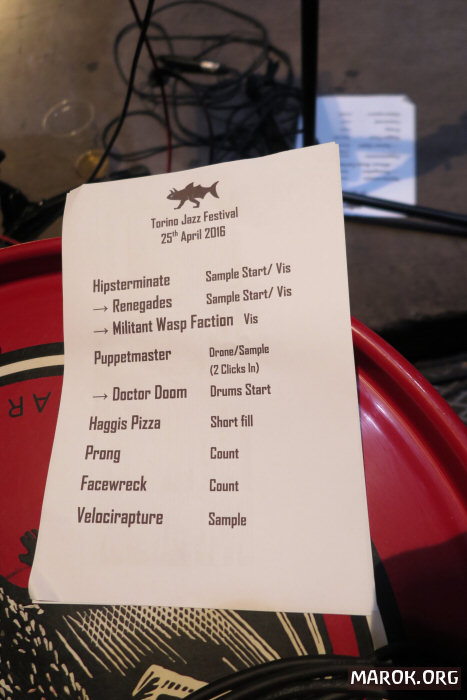 Torino Jazz Festival
25th April 2016
Hipsterminate Sample Start/ Vis
→ Renegades Sample Start/ Vis
→ Militant Wasp Faction Vis
Puppetmaster Drone/Sample
(2 Clicks In)
→ Doctor Doom Drums Start
Haggis Pizza Short fill
Prong Count
Facewreck Count
Velocirapture Sample
AR
MAROK.ORG